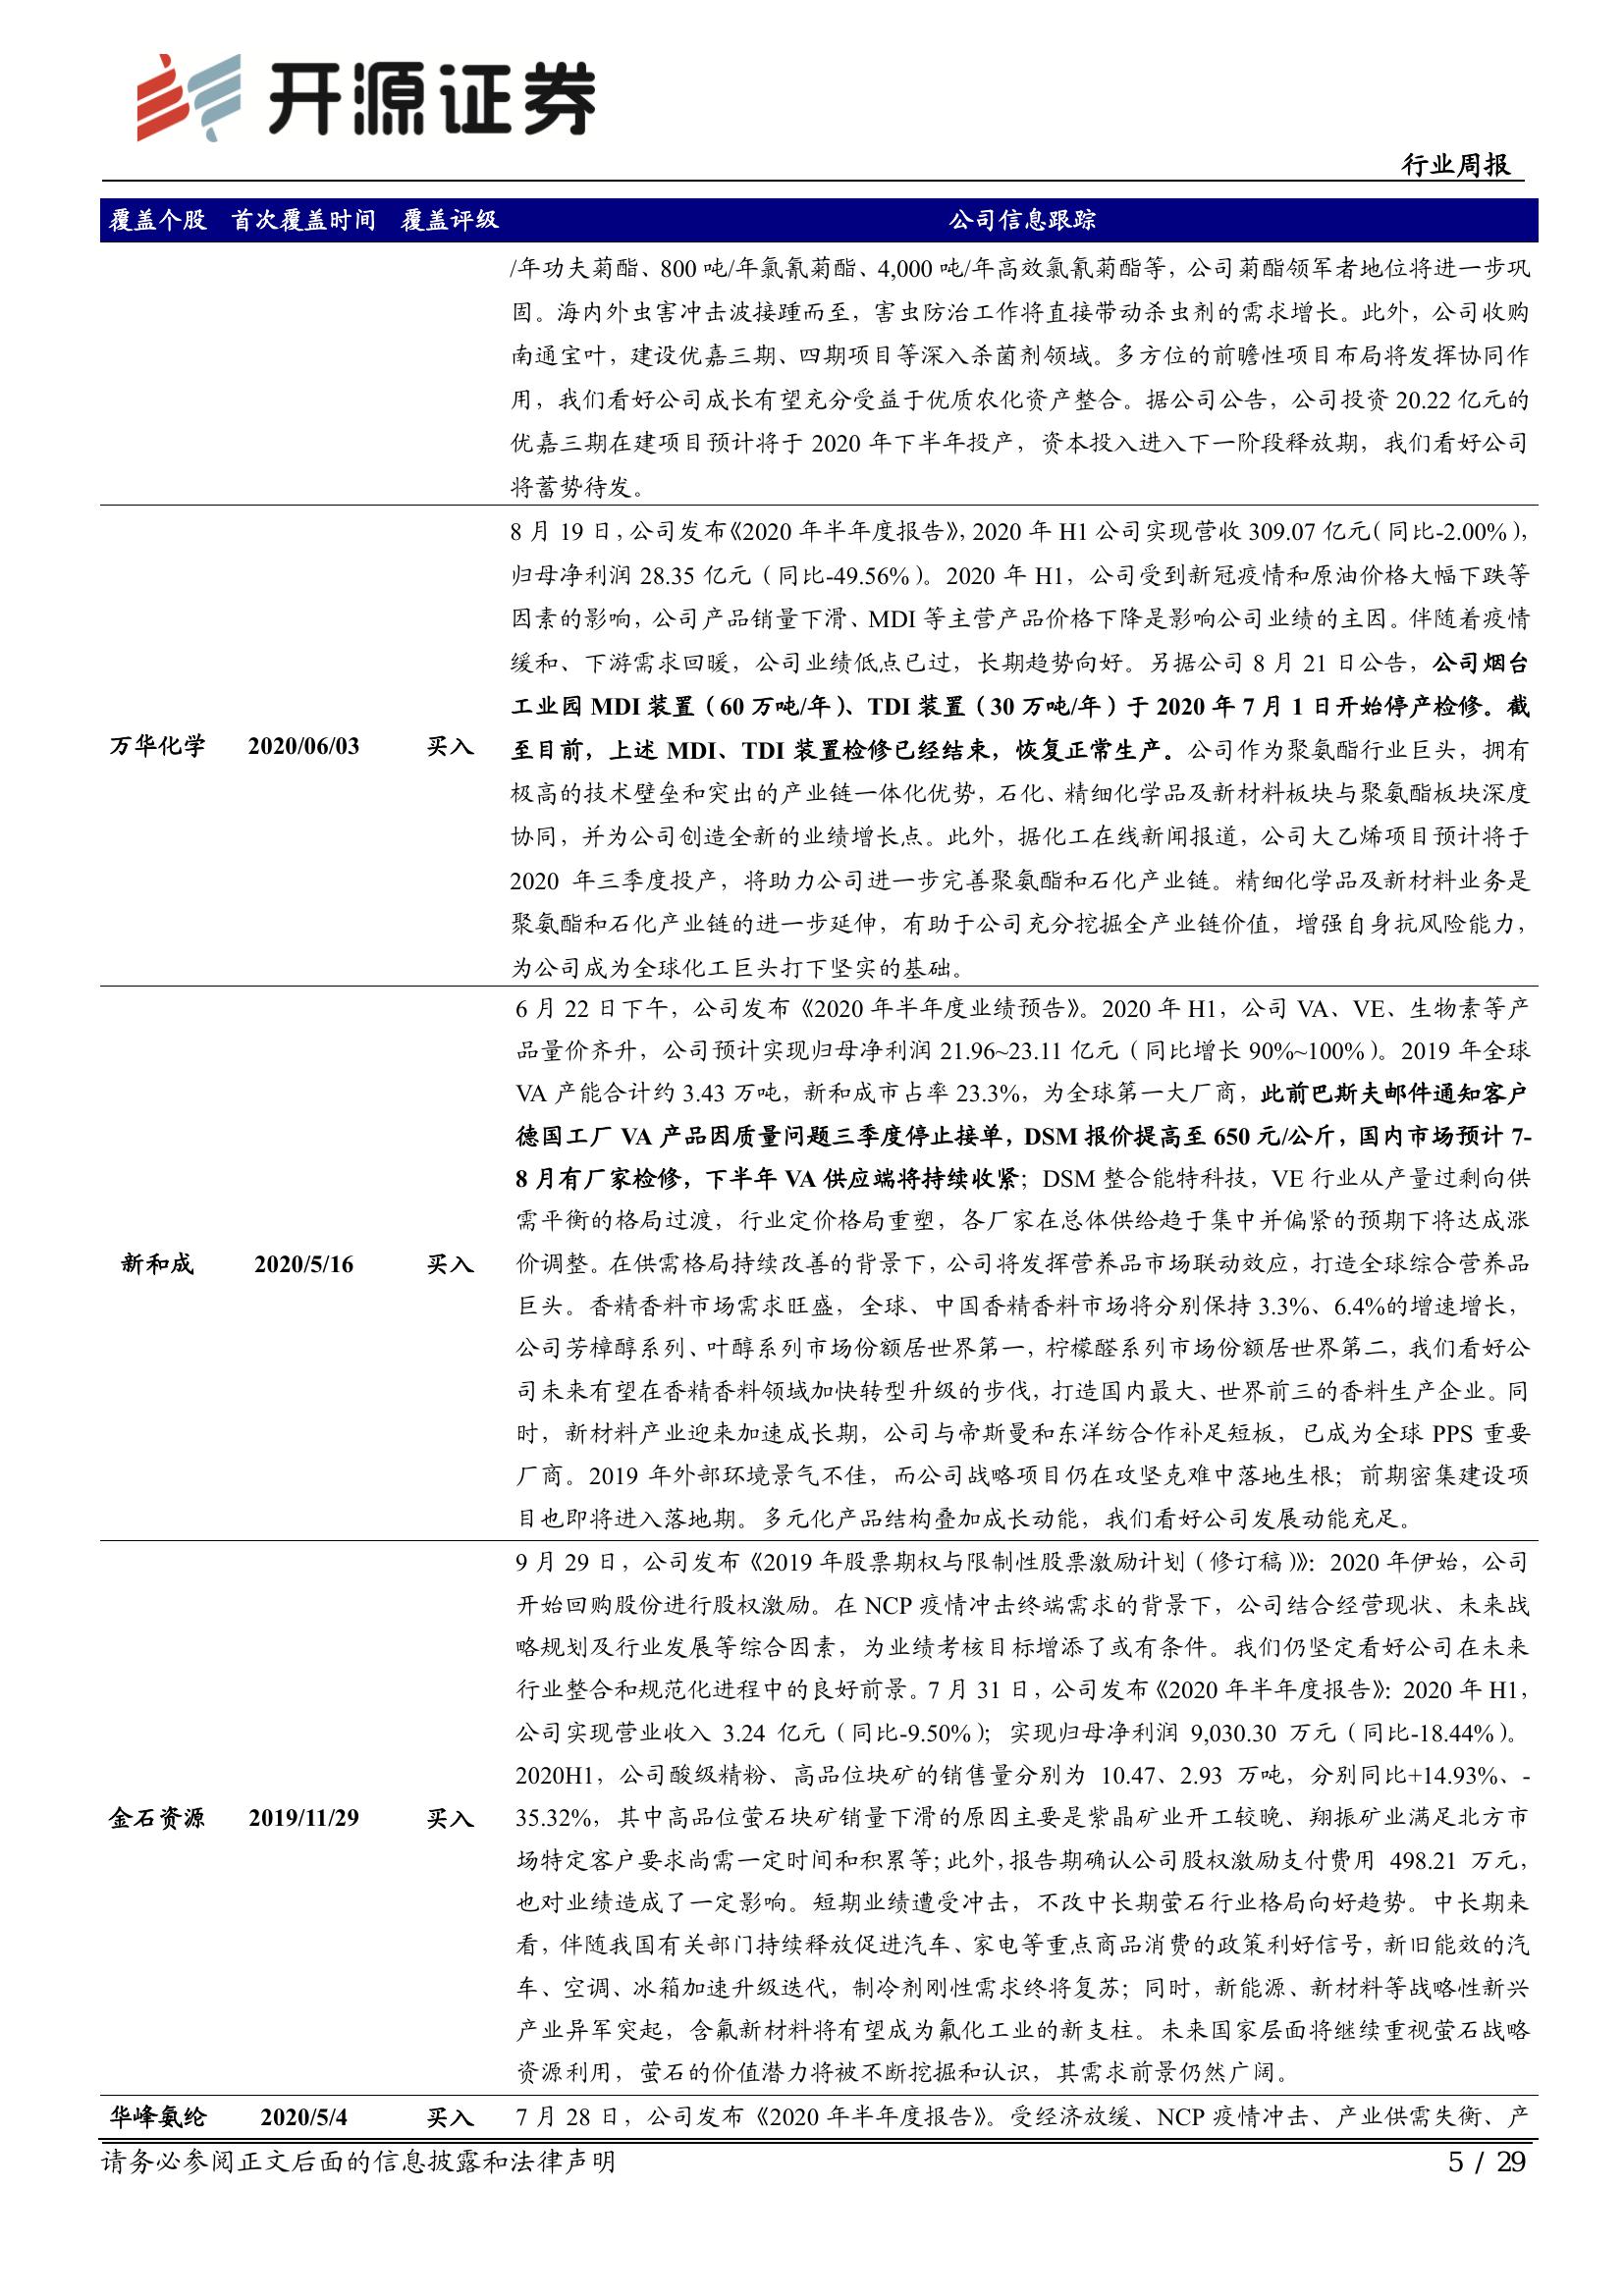 开源证券
行业周报
覆盖个股 首次覆盖时间 覆盖评级 公司信息跟踪
/年功夫菊酯、800 吨/年氯氰菊酯、4,000 吨/年高效氯氰菊酯等，公司菊酯领军者地位将进一步巩
固。海内外虫害冲击波接踵而至，害虫防治工作将直接带动杀虫剂的需求增长。此外，公司收购
南通宝叶，建设优嘉三期、四期项目等深入杀菌剂领域。多方位的前瞻性项目布局将发挥协同作
用，我们看好公司成长有望充分受益于优质农化资产整合。据公司公告，公司投资 20.22 亿元的
优嘉三期在建项目预计将于 2020 年下半年投产，资本投入进入下一阶段释放期，我们看好公司
将蓄势待发。
8 月 19 日，公司发布《2020 年半年度报告》，2020 年 H1 公司实现营收 309.07 亿元（同比-2.00%），
归母净利润 28.35 亿元（同比-49.56%）。2020 年 H1，公司受到新冠疫情和原油价格大幅下跌等
因素的影响，公司产品销量下滑、MDI 等主营产品价格下降是影响公司业绩的主因。伴随着疫情
缓和、下游需求回暖，公司业绩低点已过，长期趋势向好。另据公司 8 月 21 日公告，公司烟台
工业园 MDI 装置（60 万吨/年）、TDI 装置（30 万吨/年）于 2020 年 7 月 1 日开始停产检修。截
万华化学 2020/06/03 买入 至目前，上述 MDI、TDI 装置检修已经结束，恢复正常生产。公司作为聚氨酯行业巨头，拥有
极高的技术壁垒和突出的产业链一体化优势，石化、精细化学品及新材料板块与聚氨酯板块深度
协同，并为公司创造全新的业绩增长点。此外，据化工在线新闻报道，公司大乙烯项目预计将于
2020 年三季度投产，将助力公司进一步完善聚氨酯和石化产业链。精细化学品及新材料业务是
聚氨酯和石化产业链的进一步延伸，有助于公司充分挖掘全产业链价值，增强自身抗风险能力，
为公司成为全球化工巨头打下坚实的基础。
6 月 22 日下午，公司发布《2020 年半年度业绩预告》。2020 年 H1，公司 VA、VE、生物素等产
品量价齐升，公司预计实现归母净利润 21.96~23.11 亿元（同比增长 90%~100%）。2019 年全球
VA 产能合计约 3.43 万吨，新和成市占率 23.3%，为全球第一大厂商，此前巴斯夫邮件通知客户
德国工厂 VA 产品因质量问题三季度停止接单，DSM 报价提高至 650 元/公斤，国内市场预计 7-
8 月有厂家检修，下半年 VA 供应端将持续收紧；DSM 整合能特科技，VE 行业从产量过剩向供
需平衡的格局过渡，行业定价格局重塑，各厂家在总体供给趋于集中并偏紧的预期下将达成涨
新和成 2020/5/16 买入 价调整。在供需格局持续改善的背景下，公司将发挥营养品市场联动效应，打造全球综合营养品
巨头。香精香料市场需求旺盛，全球、中国香精香料市场将分别保持 3.3%、6.4%的增速增长，
公司芳樟醇系列、叶醇系列市场份额居世界第一，柠檬醛系列市场份额居世界第二，我们看好公
司未来有望在香精香料领域加快转型升级的步伐，打造国内最大、世界前三的香料生产企业。同
时，新材料产业迎来加速成长期，公司与帝斯曼和东洋纺合作补足短板，已成为全球 PPS 重要
厂商。2019 年外部环境景气不佳，而公司战略项目仍在攻坚克难中落地生根；前期密集建设项
目也即将进入落地期。多元化产品结构叠加成长动能，我们看好公司发展动能充足。
9 月 29 日，公司发布《2019 年股票期权与限制性股票激励计划（修订稿）》：2020 年伊始，公司
开始回购股份进行股权激励。在 NCP 疫情冲击终端需求的背景下，公司结合经营现状、未来战
略规划及行业发展等综合因素，为业绩考核目标增添了或有条件。我们仍坚定看好公司在未来
行业整合和规范化进程中的良好前景。7 月 31 日，公司发布《2020 年半年度报告》：2020 年 H1，
公司实现营业收入 3.24 亿元（同比-9.50%）；实现归母净利润 9,030.30 万元（同比-18.44%）。
2020H1，公司酸级精粉、高品位块矿的销售量分别为 10.47、2.93 万吨，分别同比+14.93%、-
金石资源 2019/11/29 买入 35.32%，其中高品位萤石块矿销量下滑的原因主要是紫晶矿业开工较晚、翔振矿业满足北方市
场特定客户要求尚需一定时间和积累等；此外，报告期确认公司股权激励支付费用 498.21 万元，
也对业绩造成了一定影响。短期业绩遭受冲击，不改中长期萤石行业格局向好趋势。中长期来
看，伴随我国有关部门持续释放促进汽车、家电等重点商品消费的政策利好信号，新旧能效的汽
车、空调、冰箱加速升级迭代，制冷剂刚性需求终将复苏；同时，新能源、新材料等战略性新兴
产业异军突起，含氟新材料将有望成为氟化工业的新支柱。未来国家层面将继续重视萤石战略
资源利用，萤石的价值潜力将被不断挖掘和认识，其需求前景仍然广阔。
华峰氨纶 2020/5/4 买入 7 月 28 日，公司发布《2020 年半年度报告》。受经济放缓、NCP 疫情冲击、产业供需失衡、产
请务必参阅正文后面的信息披露和法律声明 5 / 29